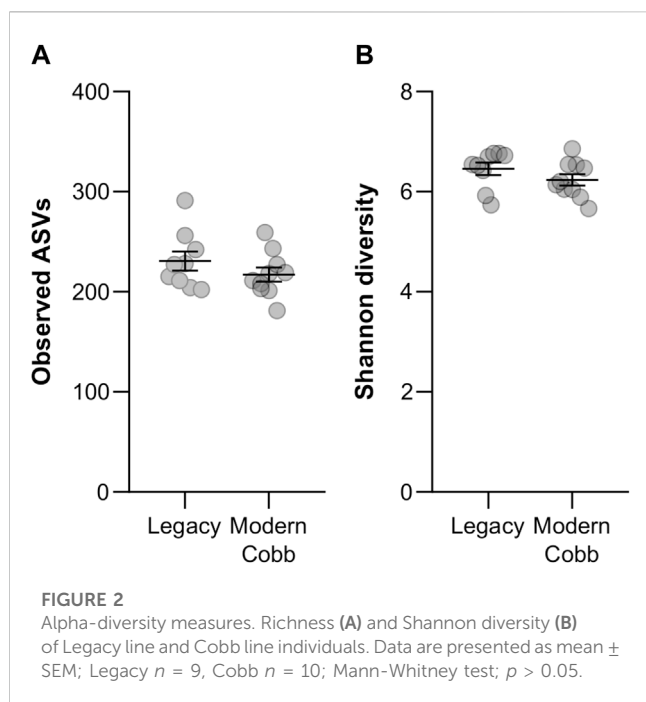 A
B
400
300
200
100
0
Observed ASVs
Legacy Modern
Cobb
8
6
4
2
0
Shannon diversity
Legacy Modern
Cobb
FIGURE 2
Alpha-diversity measures. Richness (A) and Shannon diversity (B)
of Legacy line and Cobb line individuals. Data are presented as mean ±
SEM; Legacy n = 9, Cobb n = 10; Mann-Whitney test; p > 0.05.